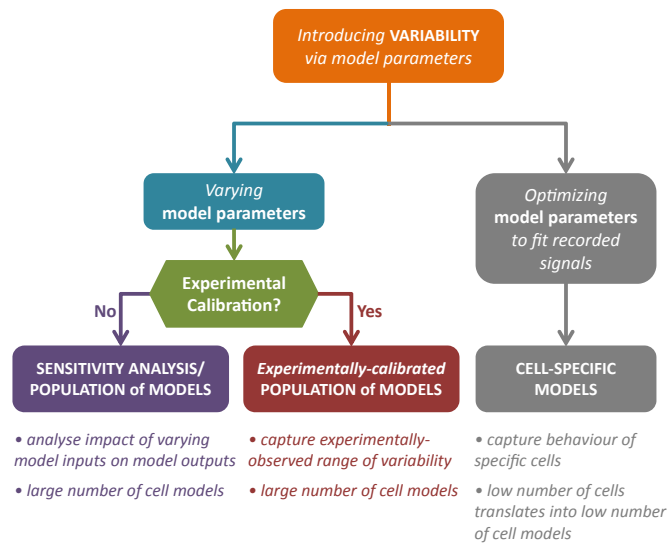 Introducing VARIABILITY
via model parameters
Varying
model parameters
Optimizing
model parameters
to fit recorded
signals
Experimental
Calibration?
No
Yes
SENSITIVITY ANALYSIS/
POPULATION of MODELS
Experimentally-calibrated
POPULATION of MODELS
CELL-SPECIFIC
MODELS
• analyse impact of varying
model inputs on model outputs
• large number of cell models
• capture experimentally-
observed range of variability
• large number of cell models
• capture behaviour of
specific cells
• low number of cells
translates into low number
of cell models